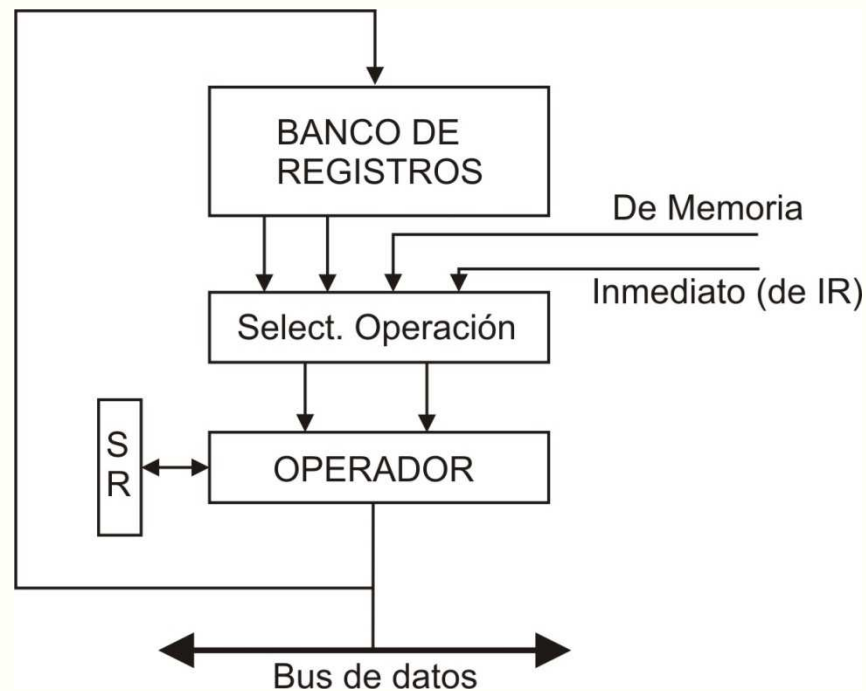 BANCO DE
REGISTROS
De Memoria
Inmediato (de IR)
Select. Operación
S
R
OPERADOR
Bus de datos